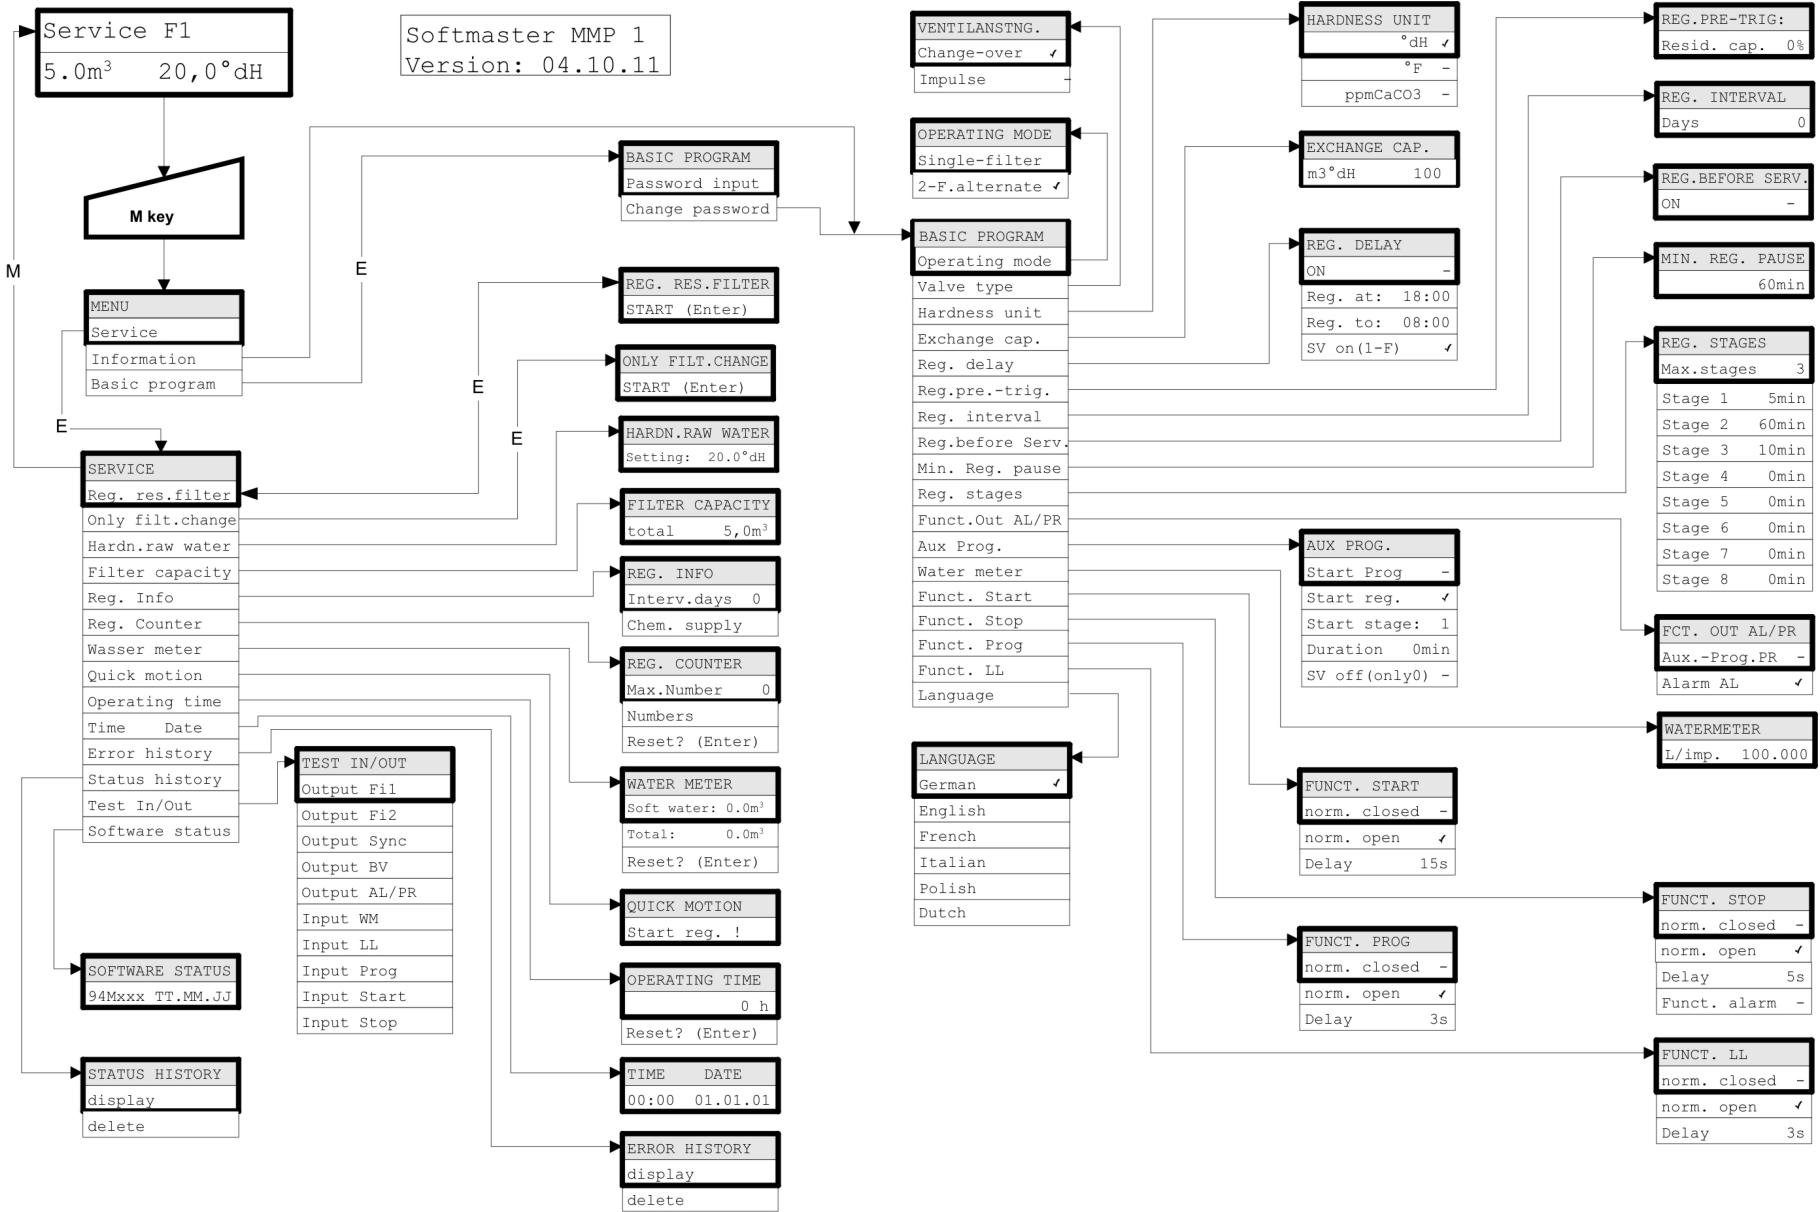 Service F1
5.0m³ 20,0°dH
Softmaster MMP 1
Version: 04.10.11
M key
M
MENU
Service
Information
Basic program
E
E
E
E
SERVICE
Reg. res.filter
Only filt.change
Hardn.raw water
Filter capacity
Reg. Info
Reg. Counter
Wasser meter
Quick motion
Operating time
Time Date
Error history
Status history
Test In/Out
Software status
SOFTWARE STATUS
94Mxxx TT.MM.JJ
STATUS HISTORY
display
delete
TEST IN/OUT
Output Fi1
Output Fi2
Output Sync
Output BV
Output AL/PR
Input WM
Input LL
Input Prog
Input Start
Input Stop
BASIC PROGRAM
Password input
Change password
REG. RES.FILTER
START (Enter)
ONLY FILT.CHANGE
START (Enter)
HARDN.RAW WATER
Setting: 20.0°dH
FILTER CAPACITY
total 5,0m³
REG. INFO
Interv.days 0
Chem. supply
REG. COUNTER
Max.Number 0
Numbers
Reset? (Enter)
WATER METER
Soft water: 0.0m³
Total: 0.0m³
Reset? (Enter)
QUICK MOTION
Start reg. !
OPERATING TIME
0 h
Reset? (Enter)
TIME DATE
00:00 01.01.01
ERROR HISTORY
display
delete
VENTILANSTNG.
Change-over ✓
Impulse -
OPERATING MODE
Single-filter
2-F.alternate ✓
BASIC PROGRAM
Operating mode
Valve type
Hardness unit
Exchange cap.
Reg. delay
Reg.pre.-trig.
Reg. interval
Reg.before Serv.
Min. Reg. pause
Reg. stages
Funct.Out AL/PR
Aux Prog.
Water meter
Funct. Start
Funct. Stop
Funct. Prog
Funct. LL
Language
LANGUAGE
German ✓
English
French
Italian
Polish
Dutch
HARDNESS UNIT
°dH ✓
°F -
ppmCaCO3 -
EXCHANGE CAP.
m3°dH 100
REG. DELAY
ON -
Reg. at: 18:00
Reg. to: 08:00
SV on(1-F) ✓
AUX PROG.
Start Prog -
Start reg. ✓
Start stage: 1
Duration 0min
SV off(only0) -
FUNCT. START
norm. closed -
norm. open ✓
Delay 15s
FUNCT. PROG
norm. closed -
norm. open ✓
Delay 3s
REG.PRE-TRIG:
Resid. cap. 0%
REG. INTERVAL
Days 0
REG.BEFORE SERV.
ON -
MIN. REG. PAUSE
60min
REG. STAGES
Max.stages 3
Stage 1 5min
Stage 2 60min
Stage 3 10min
Stage 4 0min
Stage 5 0min
Stage 6 0min
Stage 7 0min
Stage 8 0min
FCT. OUT AL/PR
Aux.-Prog.PR -
Alarm AL ✓
WATERMETER
L/imp. 100.000
FUNCT. STOP
norm. closed -
norm. open ✓
Delay 5s
Funct. alarm -
FUNCT. LL
norm. closed -
norm. open ✓
Delay 3s